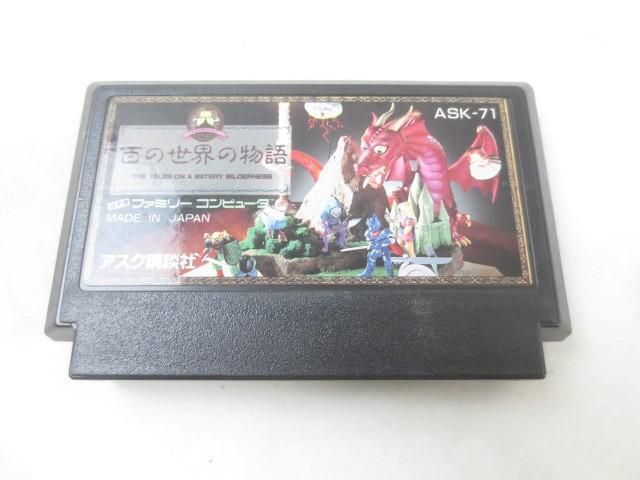 ASK-71
百の世界の物語
THE TALES ON A WATERY WILDERNESS
ファミリー コンピュータ
MADE IN JAPAN
アスク講談社